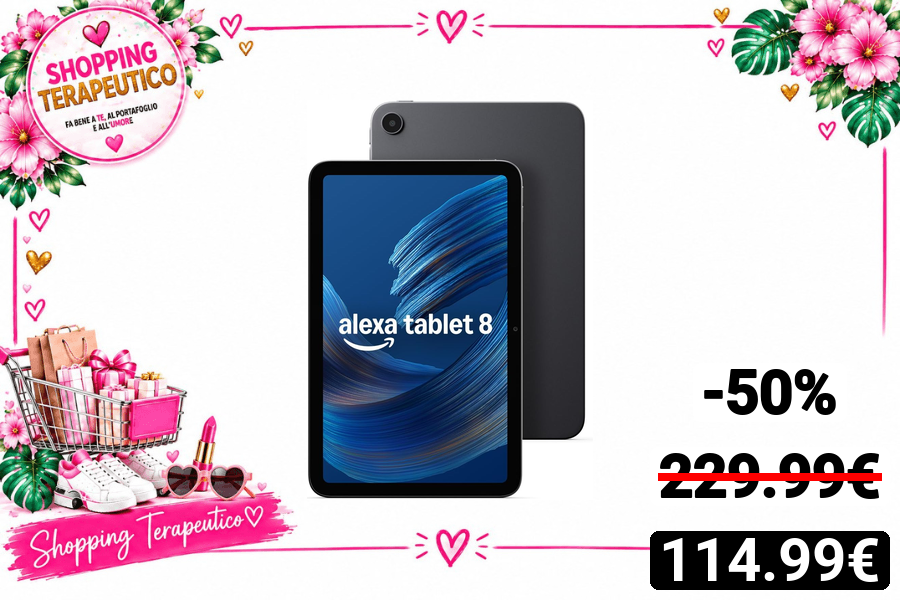 SHOPPING
TERAPEUTICO
FA BENE A TE, AL PORTAFOGLIO
E ALL'UMORE
alexa tablet 8
-50%
229.99€
114.99€
Shopping Terapeutico